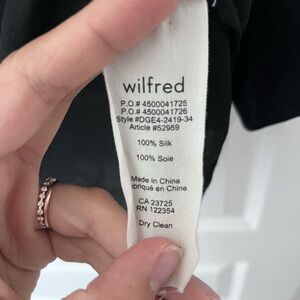 wilfred
P.O.# 4500041725
P.O.# 4500041726
Style #DGE4-2419-34
Article #52959
100% Silk
100% Soie
Made in China
Fabriqué en Chine
CA 23725
RN 122354
Dry Clean